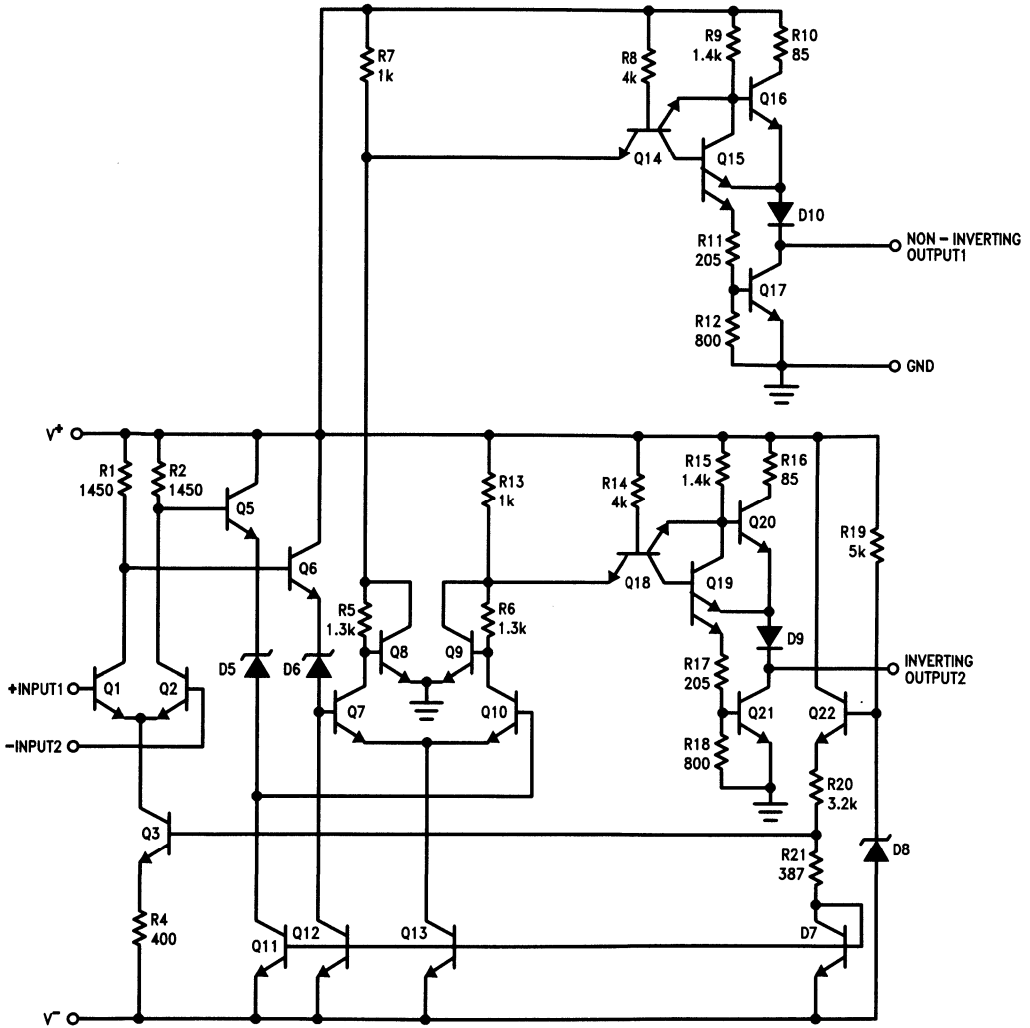 R7
1k
R8
4k
R9
1.4k
R10
85
Q16
Q14
Q15
D10
R11
205
NON – INVERTING
OUTPUT1
Q17
R12
800
GND
V+
R1
1450
R2
1450
Q5
Q6
R13
1k
R14
4k
R15
1.4k
R16
85
Q20
R19
5k
Q18
Q19
R5
1.3k
R6
1.3k
Q8
Q9
D5
D6
D9
R17
205
INVERTING
OUTPUT2
+INPUT1
Q1
Q2
Q7
Q10
Q21
Q22
–INPUT2
R18
800
R20
3.2k
Q3
R21
387
D8
R4
400
Q11
Q12
Q13
D7
V–